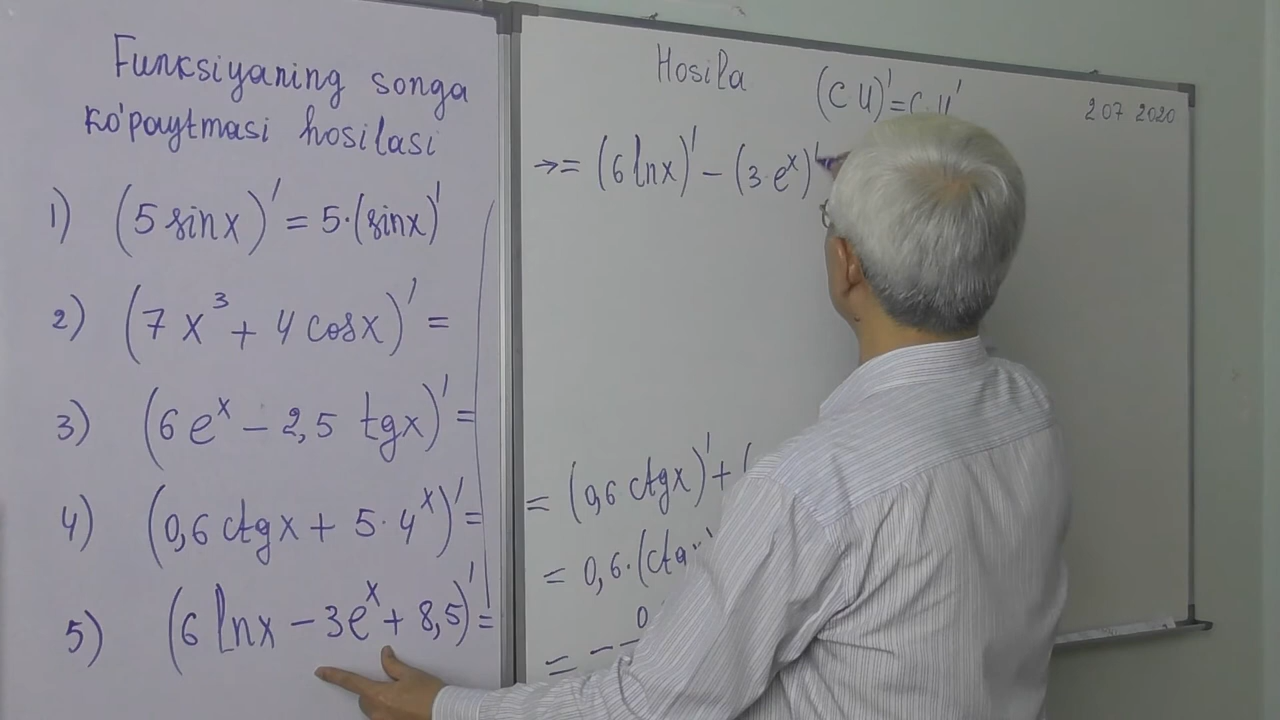 Funksiyaning songa
ko'paytmasi hosilasi
1) (5 sinx)' = 5·(sinx)'
2) (7x³ + 4 cosx)' =
3) (6eˣ − 2,5 tgx)' =
4) (0,6 ctgx + 5·4ˣ)' =
5) (6 lnx − 3eˣ + 8,5)' =
Hosila (C U)' = C·U'
2.07 2020
→= (6 lnx)' − (3·eˣ)'
= (0,6 ctgx)' + (
= 0,6·(ctgx)'
= −